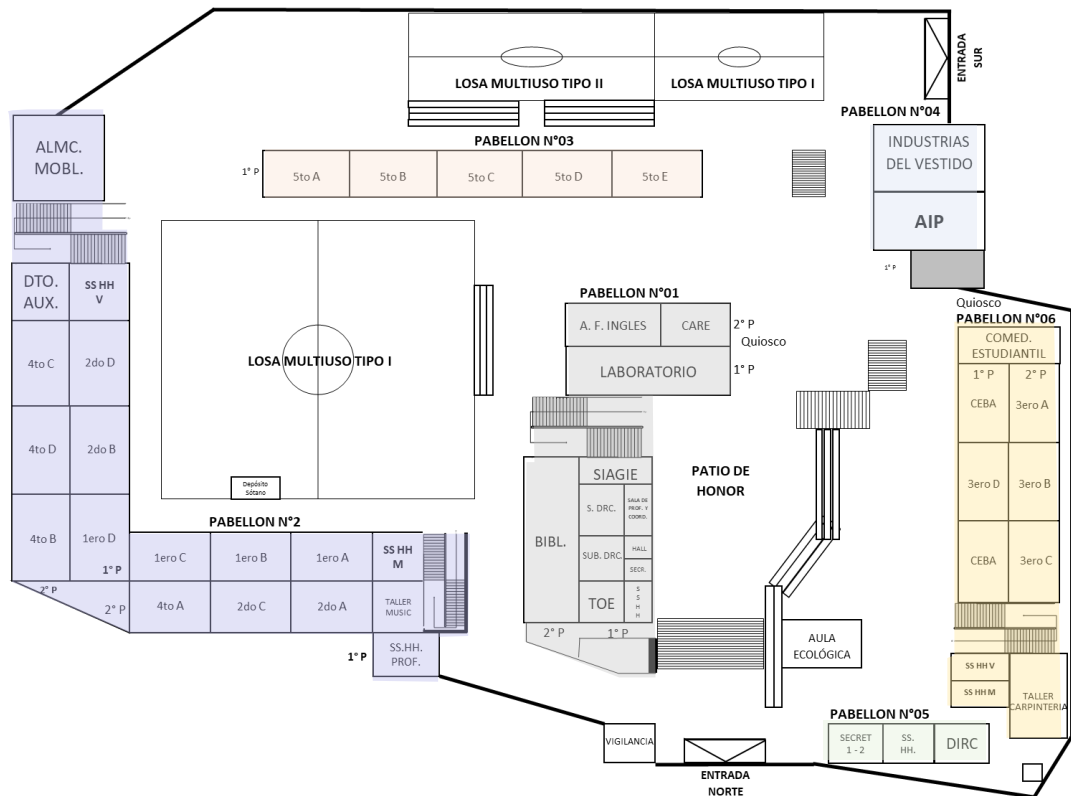 ENTRADA
SUR
LOSA MULTIUSO TIPO II
LOSA MULTIUSO TIPO I
PABELLON N°04
INDUSTRIAS
DEL VESTIDO
AIP
1° P
PABELLON N°03
1° P
5to A
5to B
5to C
5to D
5to E
ALMC.
MOBL.
DTO.
AUX.
SS HH
V
4to C
2do D
4to D
2do B
4to B
1ero D
1° P
2° P
LOSA MULTIUSO TIPO I
Depósito
Sótano
PABELLON N°2
1ero C
1ero B
1ero A
SS HH
M
2° P
4to A
2do C
2do A
TALLER
MUSIC
1° P
SS.HH.
PROF.
PABELLON N°01
A. F. INGLES
CARE
2° P
Quiosco
LABORATORIO
1° P
SIAGIE
BIBL.
S. DRC.
SALA DE
PROF. Y
COORD.
SUB. DRC.
HALL
SECR.
TOE
S
S
H
H
2° P
1° P
PATIO DE
HONOR
AULA
ECOLÓGICA
Quiosco
PABELLON N°06
COMED.
ESTUDIANTIL
1° P
2° P
CEBA
3ero A
3ero D
3ero B
CEBA
3ero C
SS HH V
SS HH M
TALLER
CARPINTERIA
PABELLON N°05
SECRET
1 - 2
SS.
HH.
DIRC
VIGILANCIA
ENTRADA
NORTE